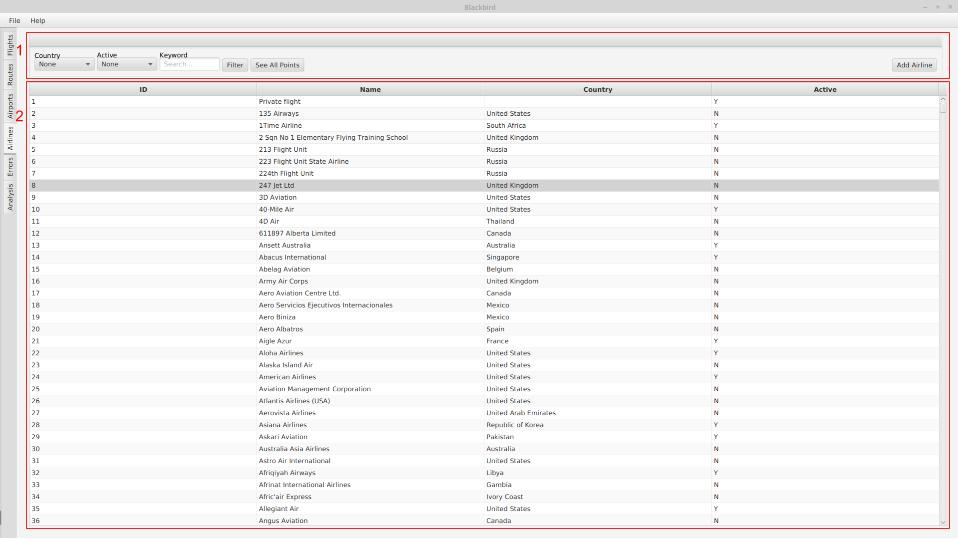 Blackbird
File Help
1
Country Active Keyword
None None Search... Filter See All Points Add Airline
2
Flights
Routes
Airports
Airlines
Errors
Analysis
ID Name Country Active
1 Private flight Y
2 135 Airways United States N
3 1Time Airline South Africa Y
4 2 Sqn No 1 Elementary Flying Training School United Kingdom N
5 213 Flight Unit Russia N
6 223 Flight Unit State Airline Russia N
7 224th Flight Unit Russia N
8 247 Jet Ltd United Kingdom N
9 3D Aviation United States N
10 40-Mile Air United States Y
11 4D Air Thailand N
12 611897 Alberta Limited Canada N
13 Ansett Australia Australia Y
14 Abacus International Singapore Y
15 Abelag Aviation Belgium N
16 Army Air Corps United Kingdom N
17 Aero Aviation Centre Ltd. Canada N
18 Aero Servicios Ejecutivos Internacionales Mexico N
19 Aero Biniza Mexico N
20 Aero Albatros Spain N
21 Aigle Azur France Y
22 Aloha Airlines United States Y
23 Alaska Island Air United States N
24 American Airlines United States Y
25 Aviation Management Corporation United States N
26 Atlantis Airlines (USA) United States N
27 Aerovista Airlines United Arab Emirates N
28 Asiana Airlines Republic of Korea Y
29 Askari Aviation Pakistan Y
30 Australia Asia Airlines Australia N
31 Astro Air International United States N
32 Afriqiyah Airways Libya Y
33 Afrinat International Airlines Gambia N
34 Afric'air Express Ivory Coast N
35 Allegiant Air United States Y
36 Angus Aviation Canada N